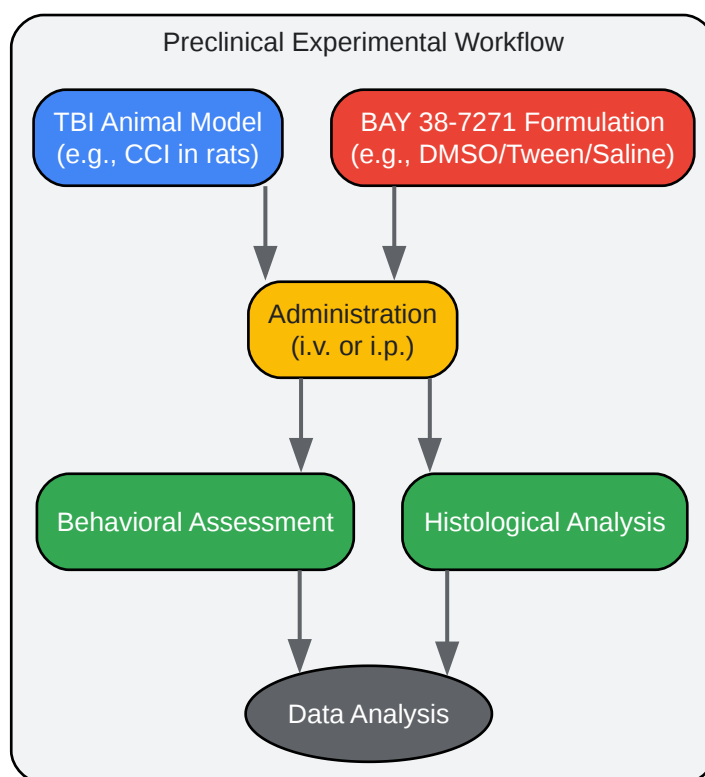 Preclinical Experimental Workflow
TBI Animal Model
(e.g., CCI in rats)
BAY 38-7271 Formulation
(e.g., DMSO/Tween/Saline)
Administration
(i.v. or i.p.)
Behavioral Assessment
Histological Analysis
Data Analysis